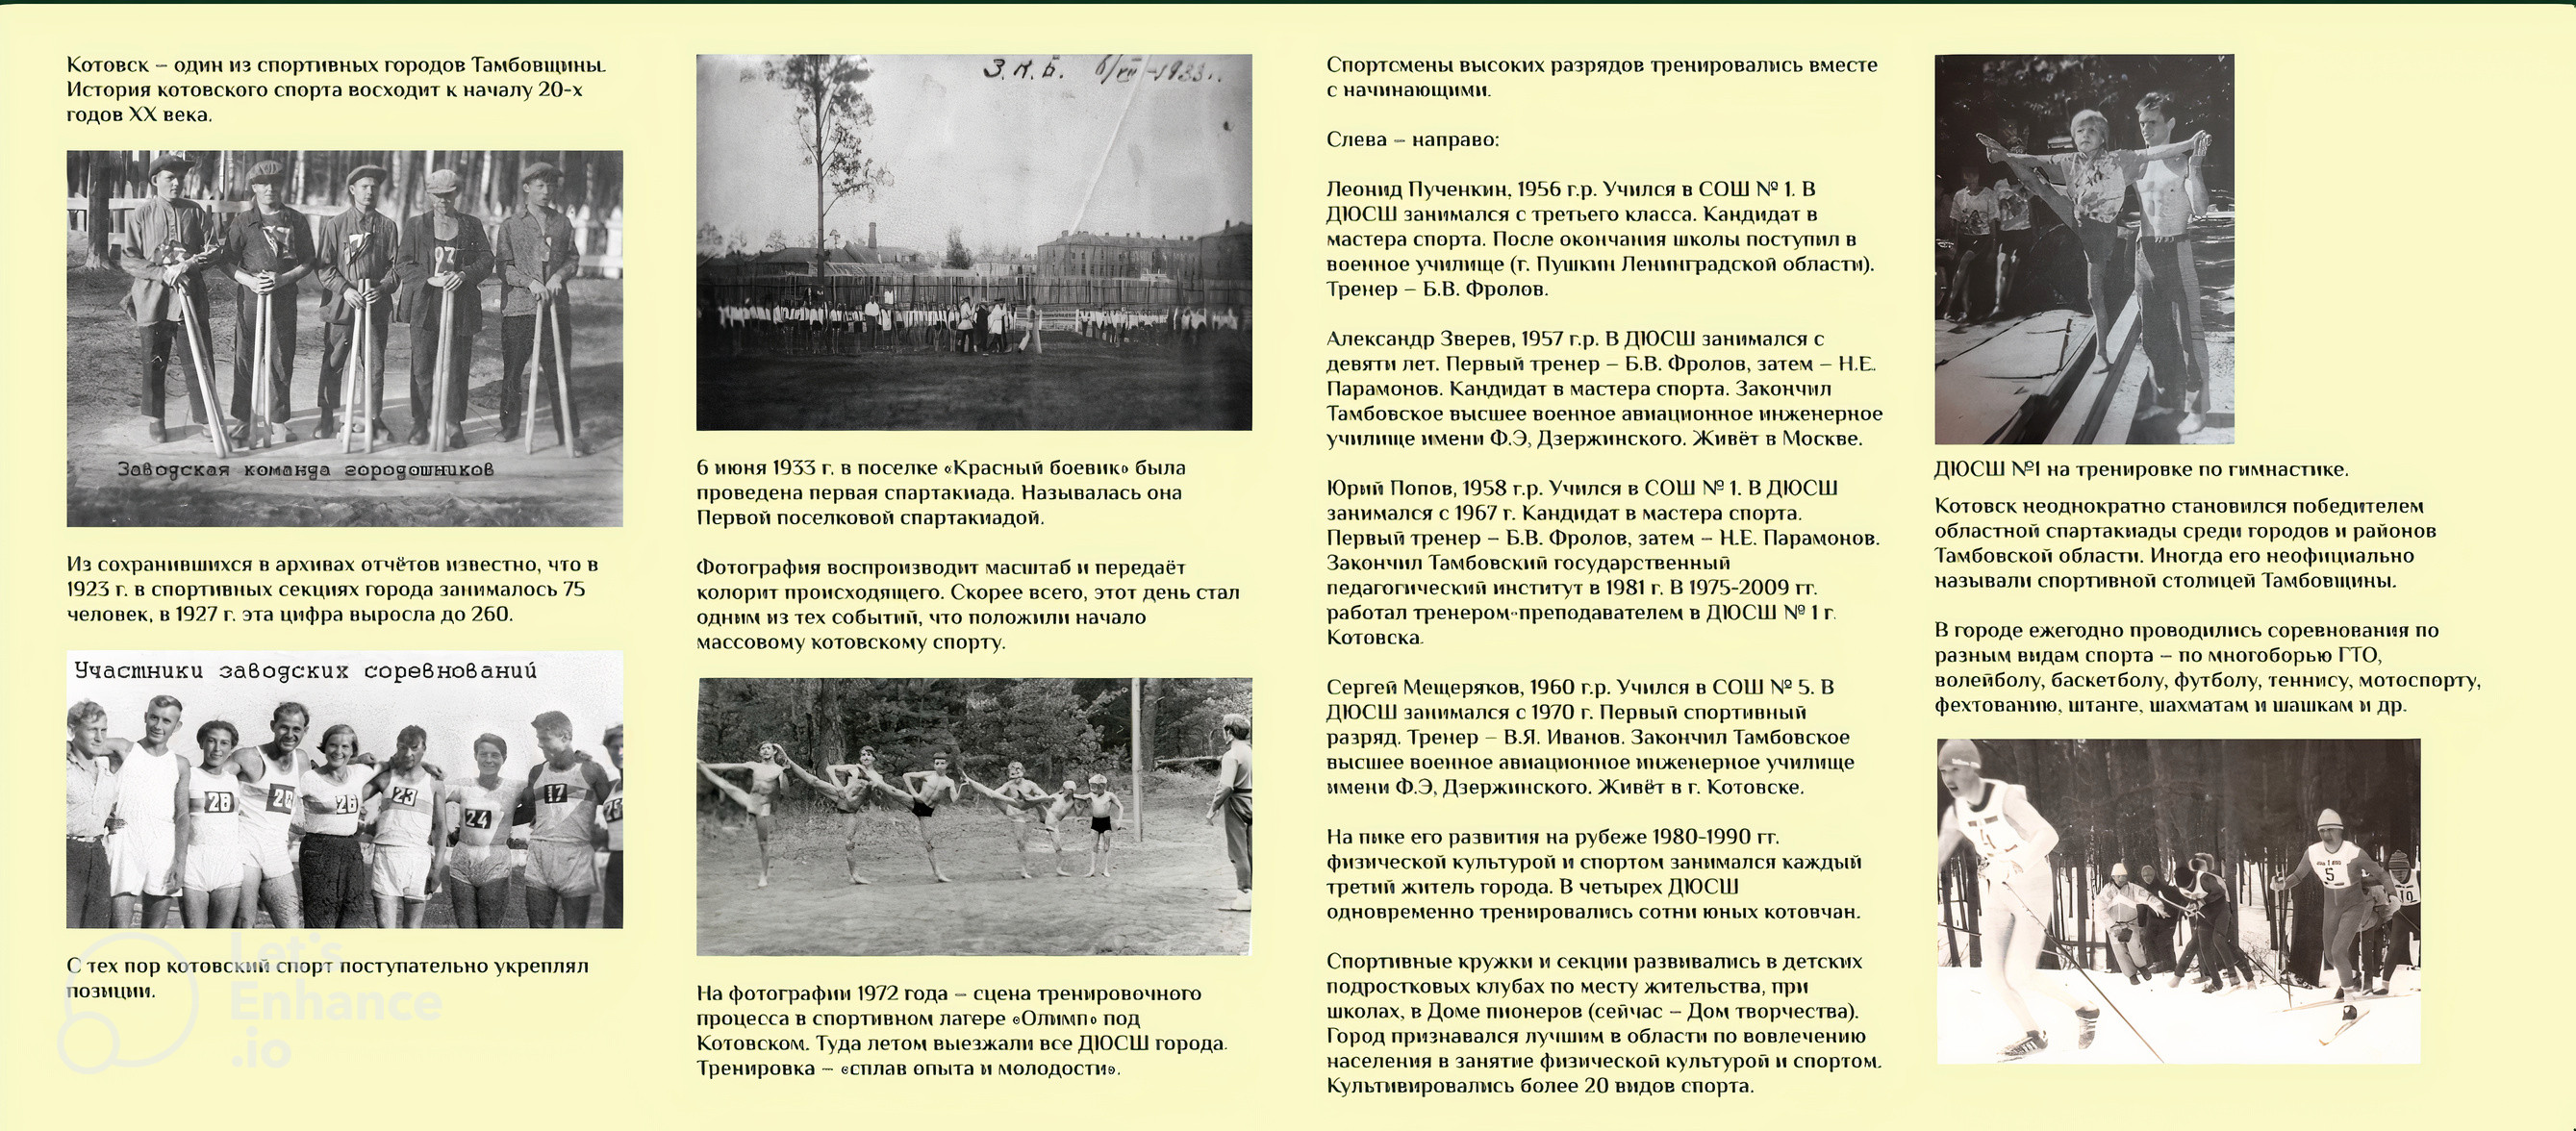 Котовск – один из спортивных городов Тамбовщины.
История котовского спорта восходит к началу 20-х
годов XX века.
Заводская команда городошников
Из сохранившихся в архивах отчётов известно, что в
1923 г. в спортивных секциях города занималось 75
человек, в 1927 г. эта цифра выросла до 260.
Участники заводских соревнований
28
26
23
24
17
С тех пор котовский спорт поступательно укреплял
позиции.
Let's
Enhance
.io
З.К.Б. 6/VII-1933г.
6 июня 1933 г. в поселке «Красный боевик» была
проведена первая спартакиада. Называлась она
Первой поселковой спартакиадой.
Фотография воспроизводит масштаб и передаёт
колорит происходящего. Скорее всего, этот день стал
одним из тех событий, что положили начало
массовому котовскому спорту.
На фотографии 1972 года – сцена тренировочного
процесса в спортивном лагере «Олимп» под
Котовском. Туда летом выезжали все ДЮСШ города.
Тренировка – «сплав опыта и молодости».
Спортсмены высоких разрядов тренировались вместе
с начинающими.
Слева – направо:
Леонид Пученкин, 1956 г.р. Учился в СОШ № 1. В
ДЮСШ занимался с третьего класса. Кандидат в
мастера спорта. После окончания школы поступил в
военное училище (г. Пушкин Ленинградской области).
Тренер – Б.В. Фролов.
Александр Зверев, 1957 г.р. В ДЮСШ занимался с
девяти лет. Первый тренер – Б.В. Фролов, затем – Н.Е.
Парамонов. Кандидат в мастера спорта. Закончил
Тамбовское высшее военное авиационное инженерное
училище имени Ф.Э, Дзержинского. Живёт в Москве.
Юрий Попов, 1958 г.р. Учился в СОШ № 1. В ДЮСШ
занимался с 1967 г. Кандидат в мастера спорта.
Первый тренер – Б.В. Фролов, затем – Н.Е. Парамонов.
Закончил Тамбовский государственный
педагогический институт в 1981 г. В 1975-2009 гг.
работал тренером-преподавателем в ДЮСШ № 1 г.
Котовска.
Сергей Мещеряков, 1960 г.р. Учился в СОШ № 5. В
ДЮСШ занимался с 1970 г. Первый спортивный
разряд. Тренер – В.Я. Иванов. Закончил Тамбовское
высшее военное авиационное инженерное училище
имени Ф.Э, Дзержинского. Живёт в г. Котовске.
На пике его развития на рубеже 1980-1990 гг.
физической культурой и спортом занимался каждый
третий житель города. В четырех ДЮСШ
одновременно тренировались сотни юных котовчан.
Спортивные кружки и секции развивались в детских
подростковых клубах по месту жительства, при
школах, в Доме пионеров (сейчас – Дом творчества).
Город признавался лучшим в области по вовлечению
населения в занятие физической культурой и спортом.
Культивировались более 20 видов спорта.
ДЮСШ №1 на тренировке по гимнастике.
Котовск неоднократно становился победителем
областной спартакиады среди городов и районов
Тамбовской области. Иногда его неофициально
называли спортивной столицей Тамбовщины.
В городе ежегодно проводились соревнования по
разным видам спорта – по многоборью ГТО,
волейболу, баскетболу, футболу, теннису, мотоспорту,
фехтованию, штанге, шахматам и шашкам и др.
5
10